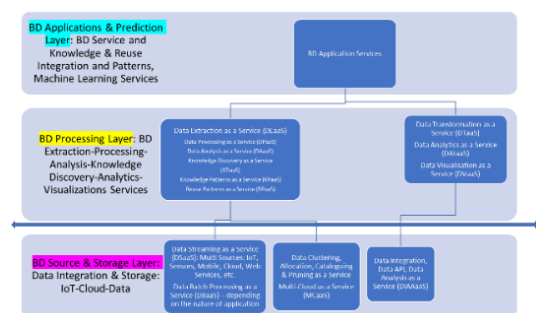 BD Applications & Prediction
Layer: BD Service and
Knowledge & Reuse
Integration and Patterns,
Machine Learning Services
BD Application Services
BD Processing Layer: BD
Extraction-Processing-
Analysis-Knowledge
Discovery-Analytics-
Visualizations Services
Data Extraction as a Service (DLaaS)
Data Processing as a Service (DPaaS)
Data Analysis as a Service (DAaaS)
Knowledge Discovery as a Service
Knowledge Patterns as a Service (KPaaS)
Reuse Patterns as a Service (RPaaS)
Data Transformation as a
Service (DTaaS)
Data Analytics as a Service
Data Visualisation as a
Service (DVaaS)
BD Source & Storage Layer:
Data Integration & Storage:
IoT-Cloud-Data
Data Streaming as a Service
(DSaaS): Multi Sources: IoT,
Sensors, Mobile, Cloud, Web
Services, etc.
Data Batch Processing as a
Service (DBaaS) – depending
on the nature of application
Data Clustering,
Allocation, Cataloguing
& Pruning as a Service
Multi-Cloud as a Service
(MCaaS)
Data Integration,
Data API, Data
Analysis as a
Service (DIAAaaS)